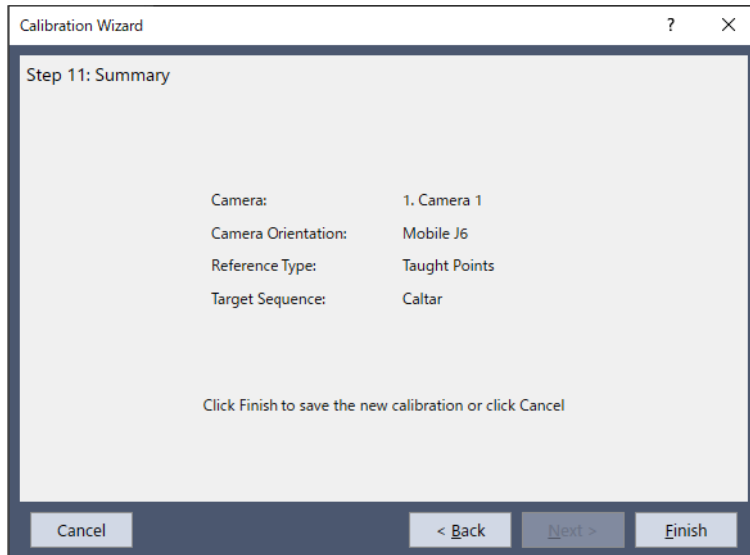 Calibration Wizard ? ✕
Step 11: Summary
Camera: 1. Camera 1
Camera Orientation: Mobile J6
Reference Type: Taught Points
Target Sequence: Caltar
Click Finish to save the new calibration or click Cancel
Cancel < Back Next > Finish